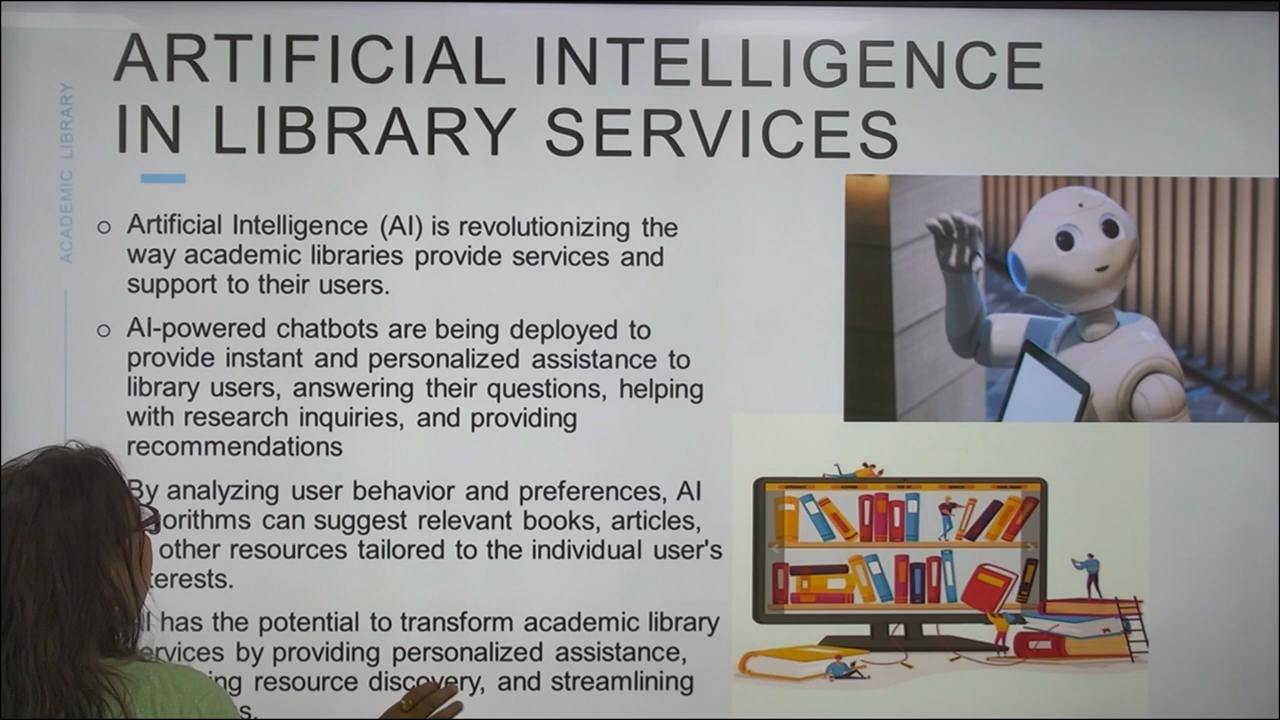 ARTIFICIAL INTELLIGENCE
IN LIBRARY SERVICES
ACADEMIC LIBRARY
Artificial Intelligence (AI) is revolutionizing the
way academic libraries provide services and
support to their users.
AI-powered chatbots are being deployed to
provide instant and personalized assistance to
library users, answering their questions, helping
with research inquiries, and providing
recommendations
By analyzing user behavior and preferences, AI
gorithms can suggest relevant books, articles,
other resources tailored to the individual user's
terests.
has the potential to transform academic library
ervices by providing personalized assistance,
ing resource discovery, and streamlining
s.